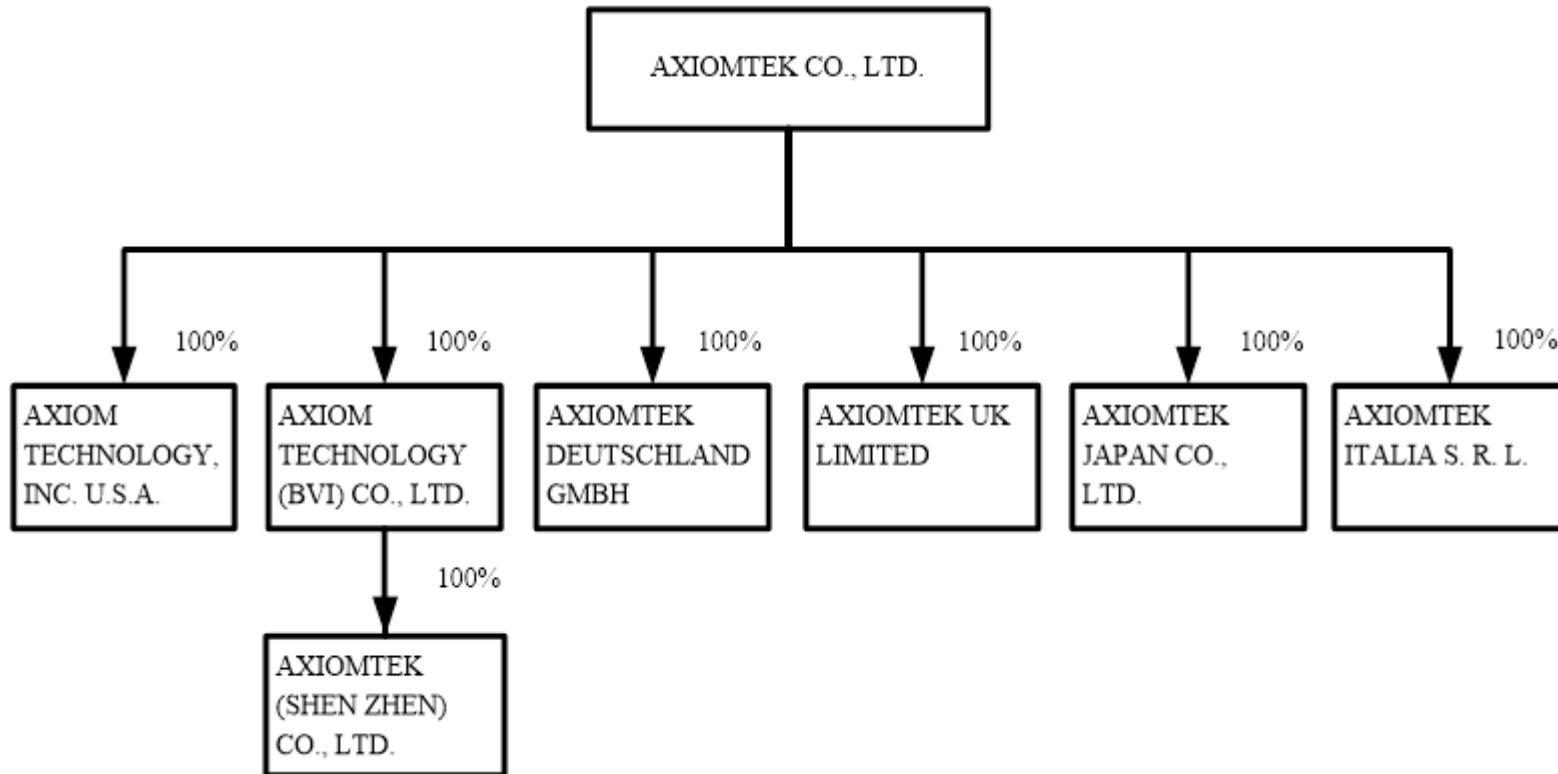 AXIOMTEK CO., LTD.
100%
100%
100%
100%
100%
100%
AXIOM
TECHNOLOGY,
INC. U.S.A.
AXIOM
TECHNOLOGY
(BVI) CO., LTD.
AXIOMTEK
DEUTSCHLAND
GMBH
AXIOMTEK UK
LIMITED
AXIOMTEK
JAPAN CO.,
LTD.
AXIOMTEK
ITALIA S. R. L.
100%
AXIOMTEK
(SHEN ZHEN)
CO., LTD.